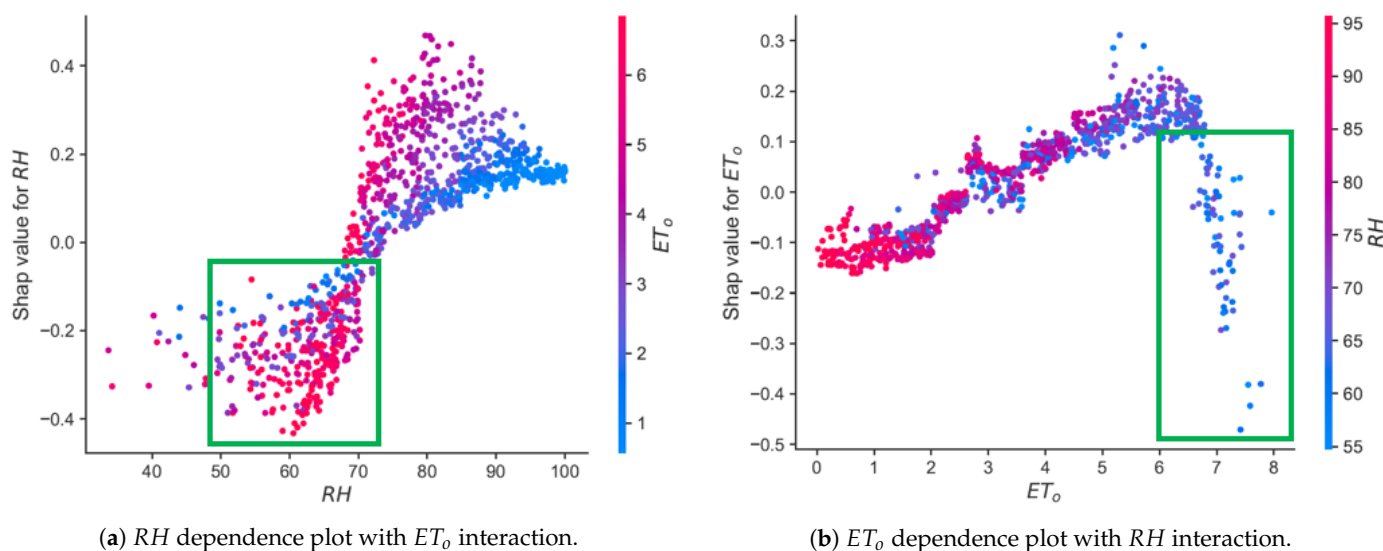 0.4
0.2
0.0
−0.2
−0.4
Shap value for RH
40 50 60 70 80 90 100
RH
6
5
4
3
2
1
ETo
(a) RH dependence plot with ETo interaction.
0.3
0.2
0.1
0.0
−0.1
−0.2
−0.3
−0.4
−0.5
Shap value for ETo
0 1 2 3 4 5 6 7 8
ETo
95
90
85
80
75
70
65
60
55
RH
(b) ETo dependence plot with RH interaction.